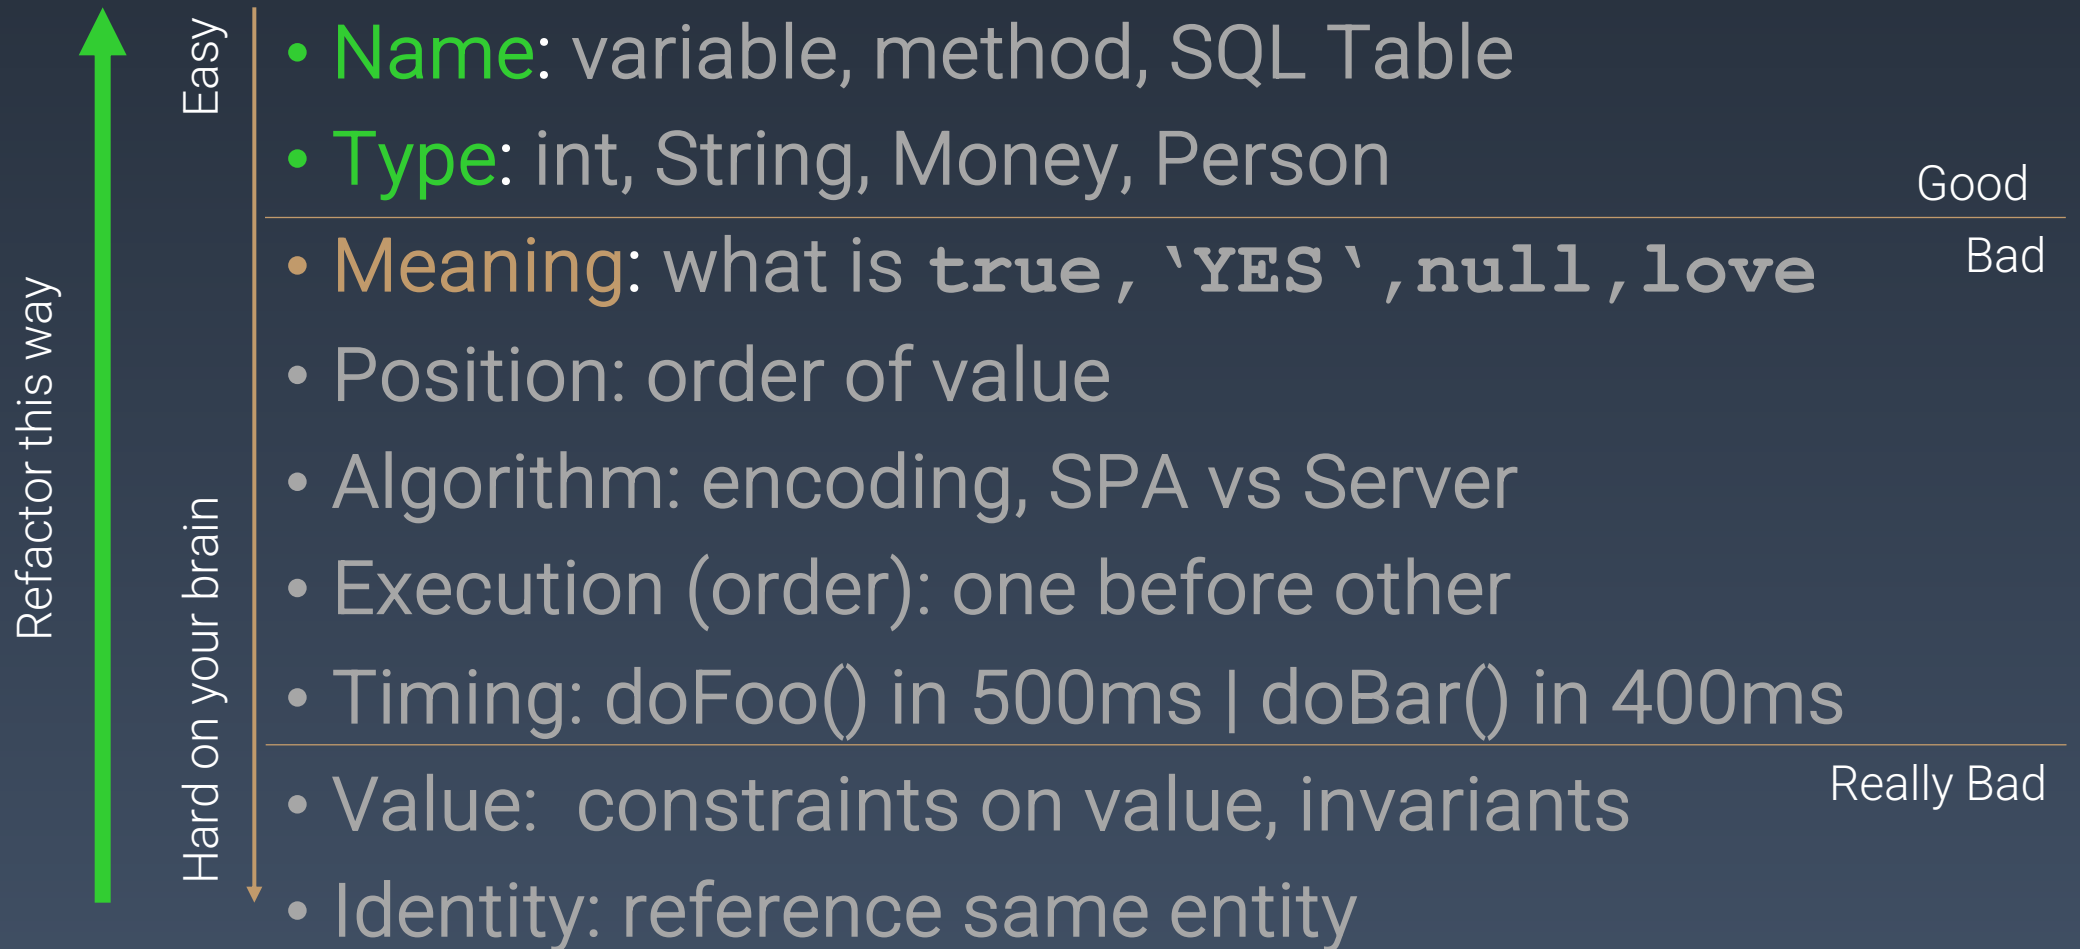 Refactor this way
Easy
Hard on your brain
• Name: variable, method, SQL Table
• Type: int, String, Money, Person
Good
• Meaning: what is true,‵YES‵,null,love
Bad
• Position: order of value
• Algorithm: encoding, SPA vs Server
• Execution (order): one before other
• Timing: doFoo() in 500ms | doBar() in 400ms
• Value: constraints on value, invariants
Really Bad
• Identity: reference same entity